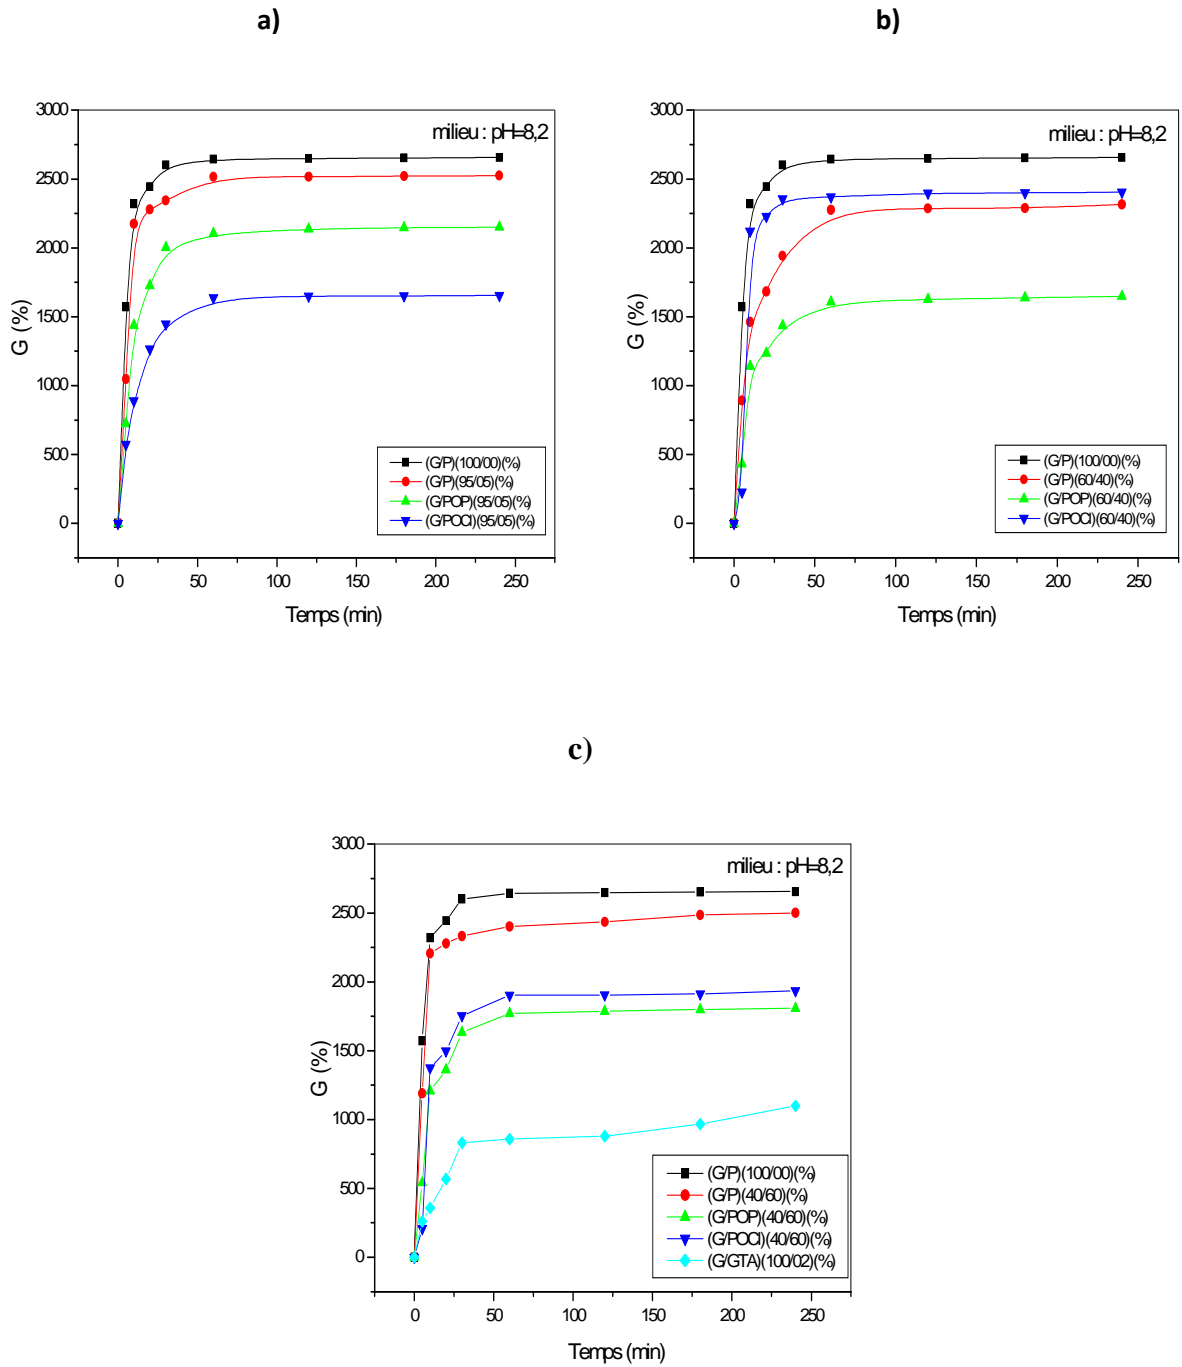 a)
milieu : pH=8,2
3000
2500
2000
1500
1000
500
0
G (%)
(G/P)(100/00)(%)
(G/P)(95/05)(%)
(G/POP)(95/05)(%)
(G/POCl)(95/05)(%)
0 50 100 150 200 250
Temps (min)
b)
milieu : pH=8,2
3000
2500
2000
1500
1000
500
0
G (%)
(G/P)(100/00)(%)
(G/P)(60/40)(%)
(G/POP)(60/40)(%)
(G/POCl)(60/40)(%)
0 50 100 150 200 250
Temps (min)
c)
milieu : pH=8,2
3000
2500
2000
1500
1000
500
0
G (%)
(G/P)(100/00)(%)
(G/P)(40/60)(%)
(G/POP)(40/60)(%)
(G/POCl)(40/60)(%)
(G/GTA)(100/02)(%)
0 50 100 150 200 250
Temps (min)